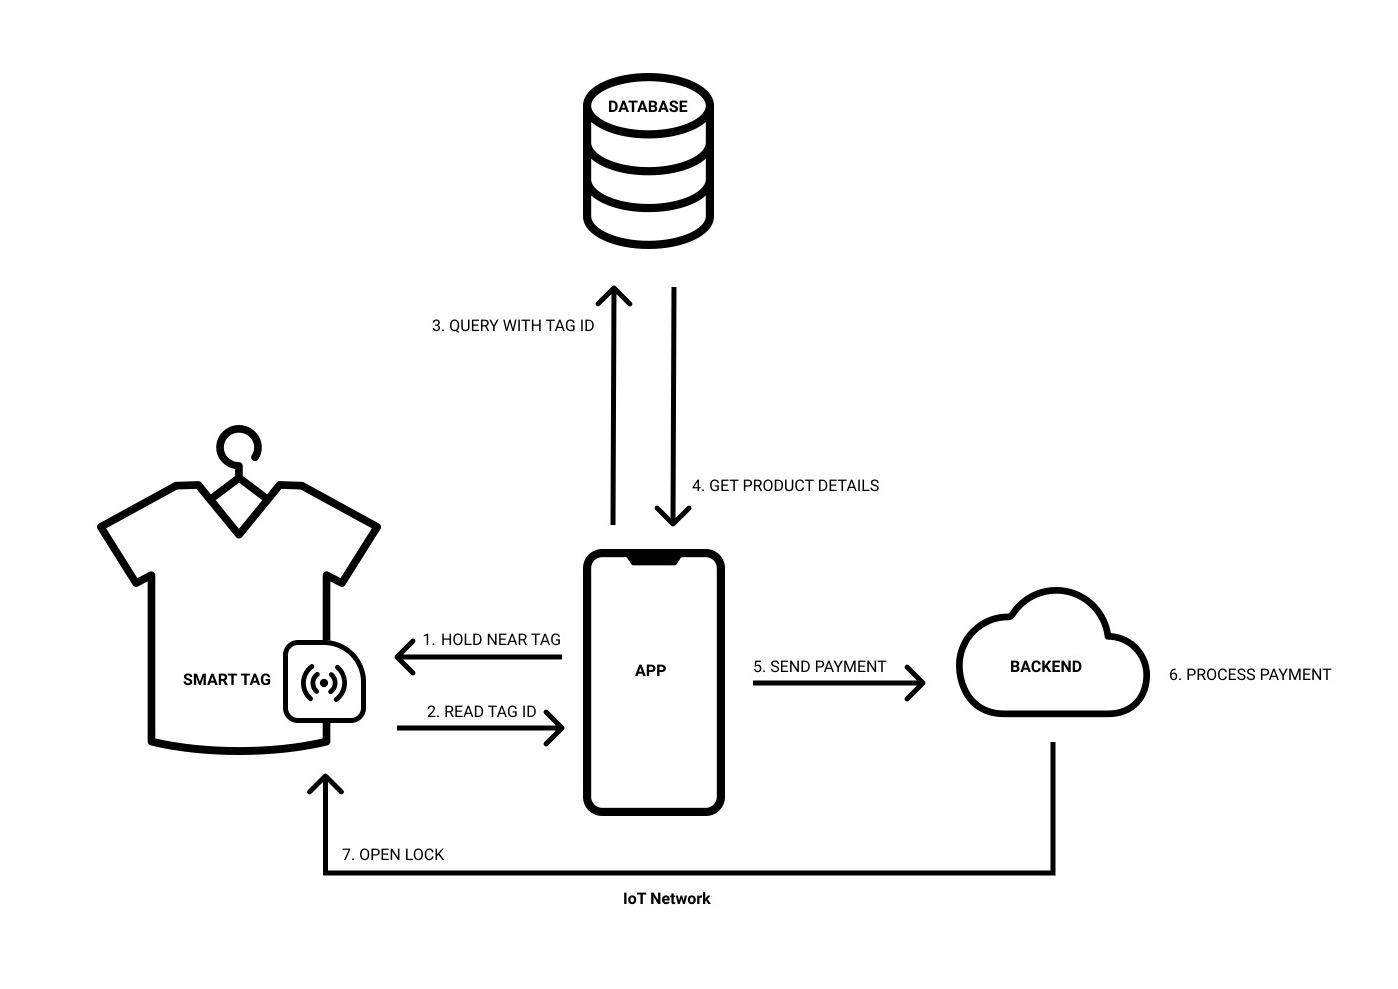 DATABASE
3. QUERY WITH TAG ID
4. GET PRODUCT DETAILS
1. HOLD NEAR TAG
5. SEND PAYMENT
BACKEND
6. PROCESS PAYMENT
APP
SMART TAG
2. READ TAG ID
7. OPEN LOCK
IoT Network